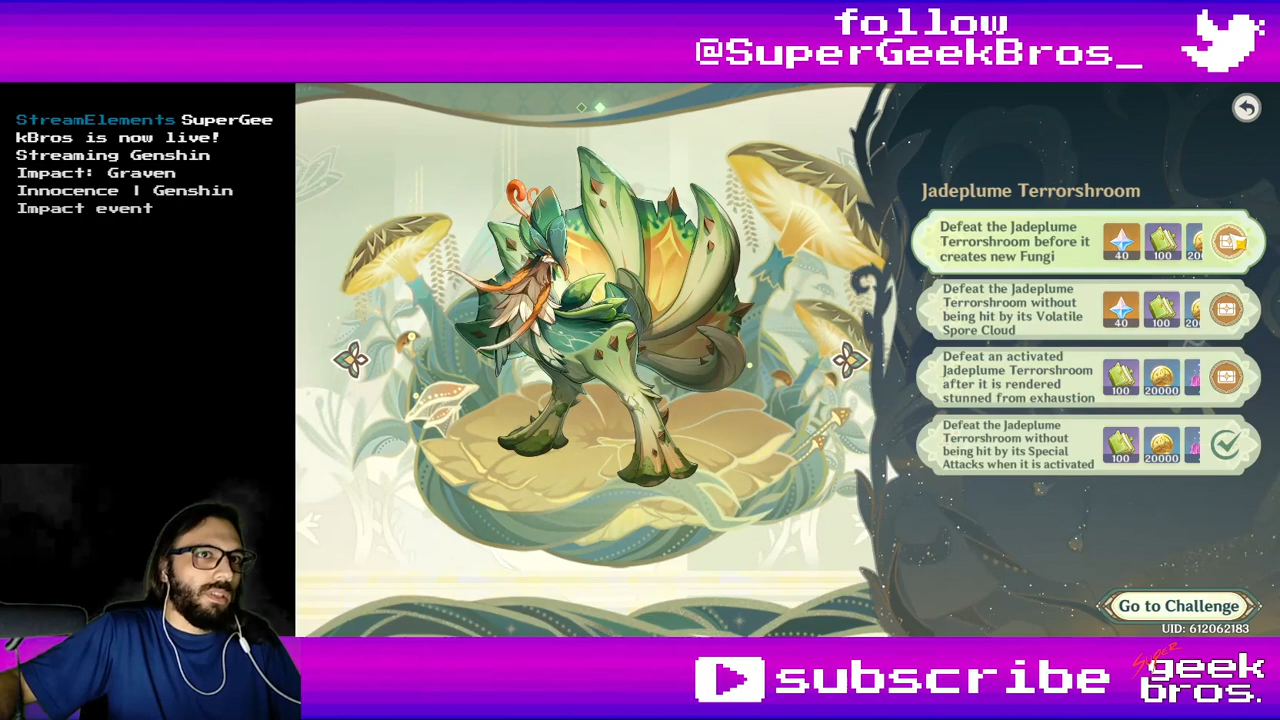 follow
@SuperGeekBros_
StreamElements SuperGee
kBros is now live!
Streaming Genshin
Impact: Graven
Innocence | Genshin
Impact event
Jadeplume Terrorshroom
Defeat the Jadeplume
Terrorshroom before it
creates new Fungi
40
100
200
Defeat the Jadeplume
Terrorshroom without
being hit by its Volatile
Spore Cloud
40
100
200
Defeat an activated
Jadeplume Terrorshroom
after it is rendered
stunned from exhaustion
100
20000
Defeat the Jadeplume
Terrorshroom without
being hit by its Special
Attacks when it is activated
100
20000
Go to Challenge
UID: 612062183
subscribe
super
geek
bros.